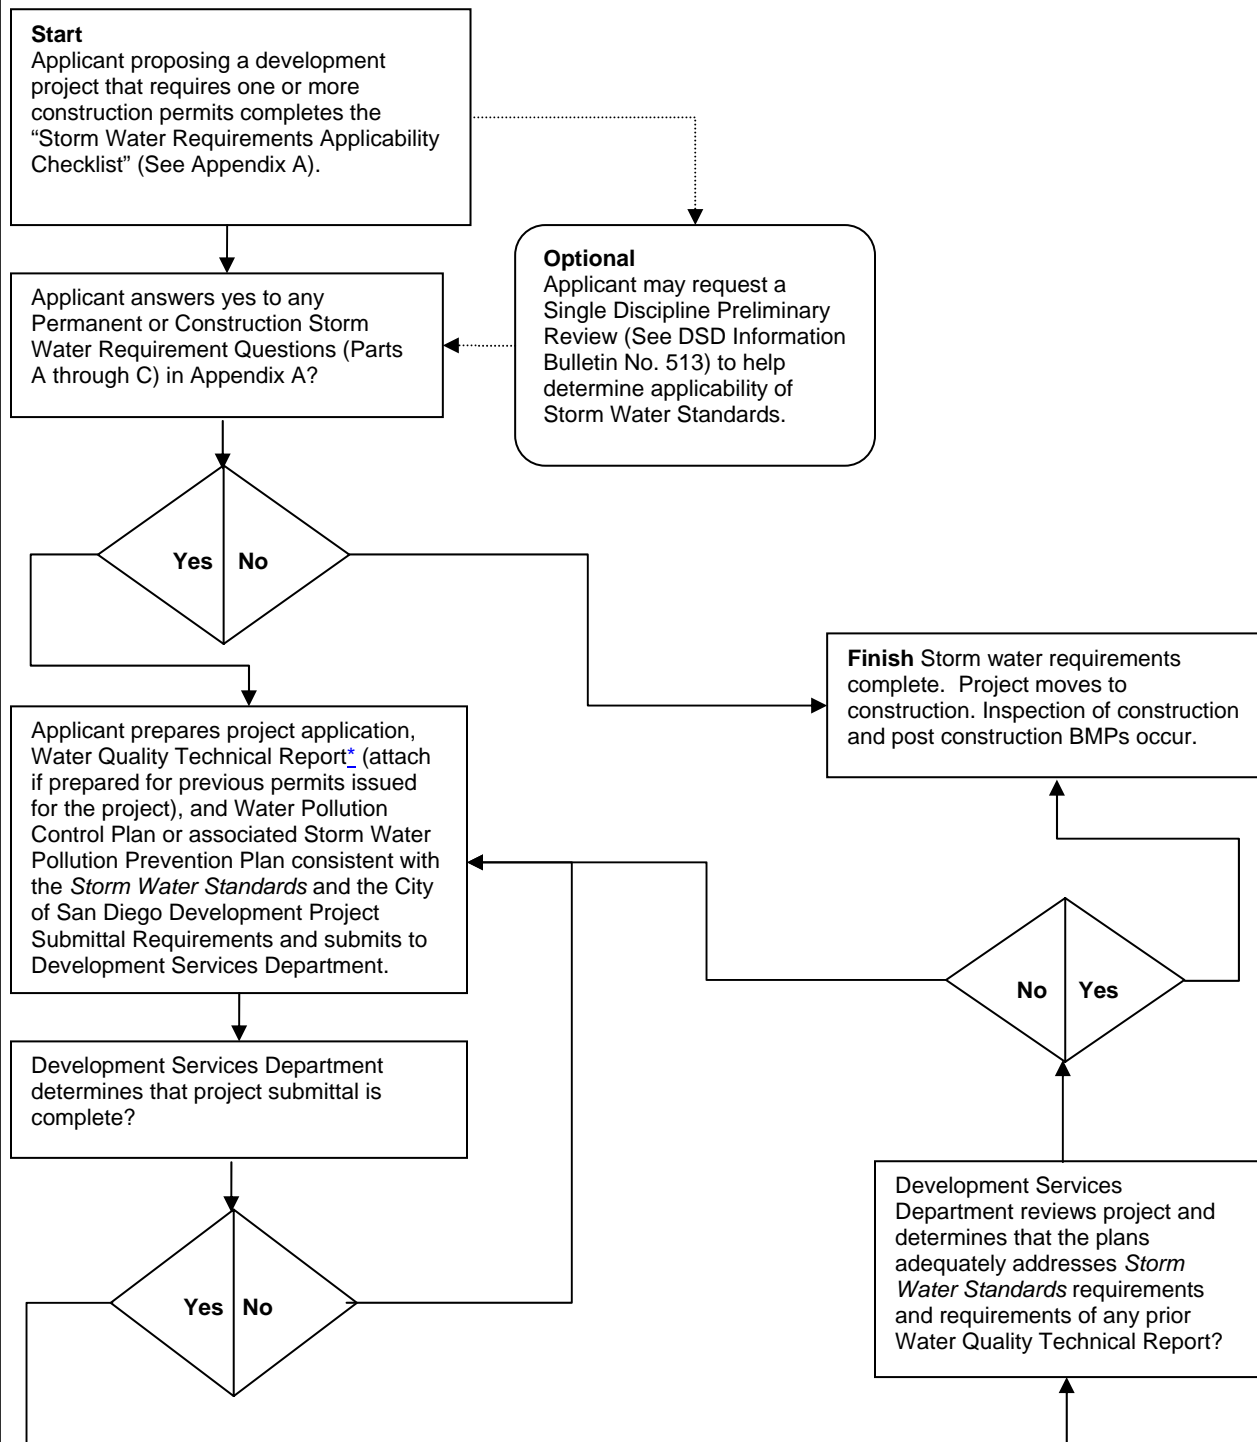 Start
Applicant proposing a development
project that requires one or more
construction permits completes the
“Storm Water Requirements Applicability
Checklist” (See Appendix A).
Optional
Applicant may request a
Single Discipline Preliminary
Review (See DSD Information
Bulletin No. 513) to help
determine applicability of
Storm Water Standards.
Applicant answers yes to any
Permanent or Construction Storm
Water Requirement Questions (Parts
A through C) in Appendix A?
Yes No
Finish Storm water requirements
complete. Project moves to
construction. Inspection of construction
and post construction BMPs occur.
Applicant prepares project application,
Water Quality Technical Report* (attach
if prepared for previous permits issued
for the project), and Water Pollution
Control Plan or associated Storm Water
Pollution Prevention Plan consistent with
the Storm Water Standards and the City
of San Diego Development Project
Submittal Requirements and submits to
Development Services Department.
No Yes
Development Services Department
determines that project submittal is
complete?
Yes No
Development Services
Department reviews project and
determines that the plans
adequately addresses Storm
Water Standards requirements
and requirements of any prior
Water Quality Technical Report?